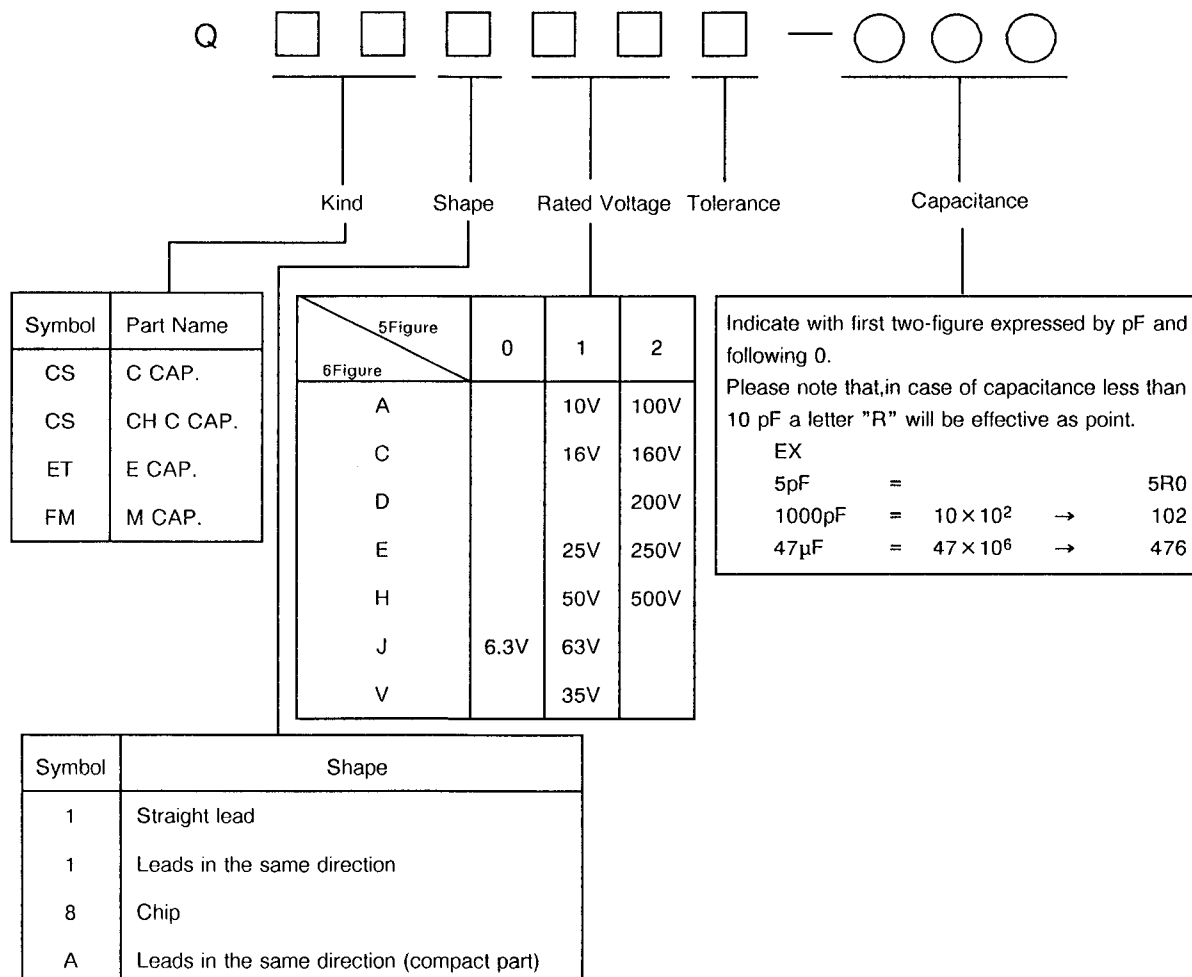 Q □ □ □ □ □ □ — ○ ○ ○
Kind Shape Rated Voltage Tolerance Capacitance
Symbol Part Name
CS C CAP.
CS CH C CAP.
ET E CAP.
FM M CAP.
5Figure
6Figure 0 1 2
A 10V 100V
C 16V 160V
D 200V
E 25V 250V
H 50V 500V
J 6.3V 63V
V 35V
Indicate with first two-figure expressed by pF and
following 0.
Please note that,in case of capacitance less than
10 pF a letter "R" will be effective as point.
EX
5pF = 5R0
1000pF = 10×10² → 102
47μF = 47×10⁶ → 476
Symbol Shape
1 Straight lead
1 Leads in the same direction
8 Chip
A Leads in the same direction (compact part)